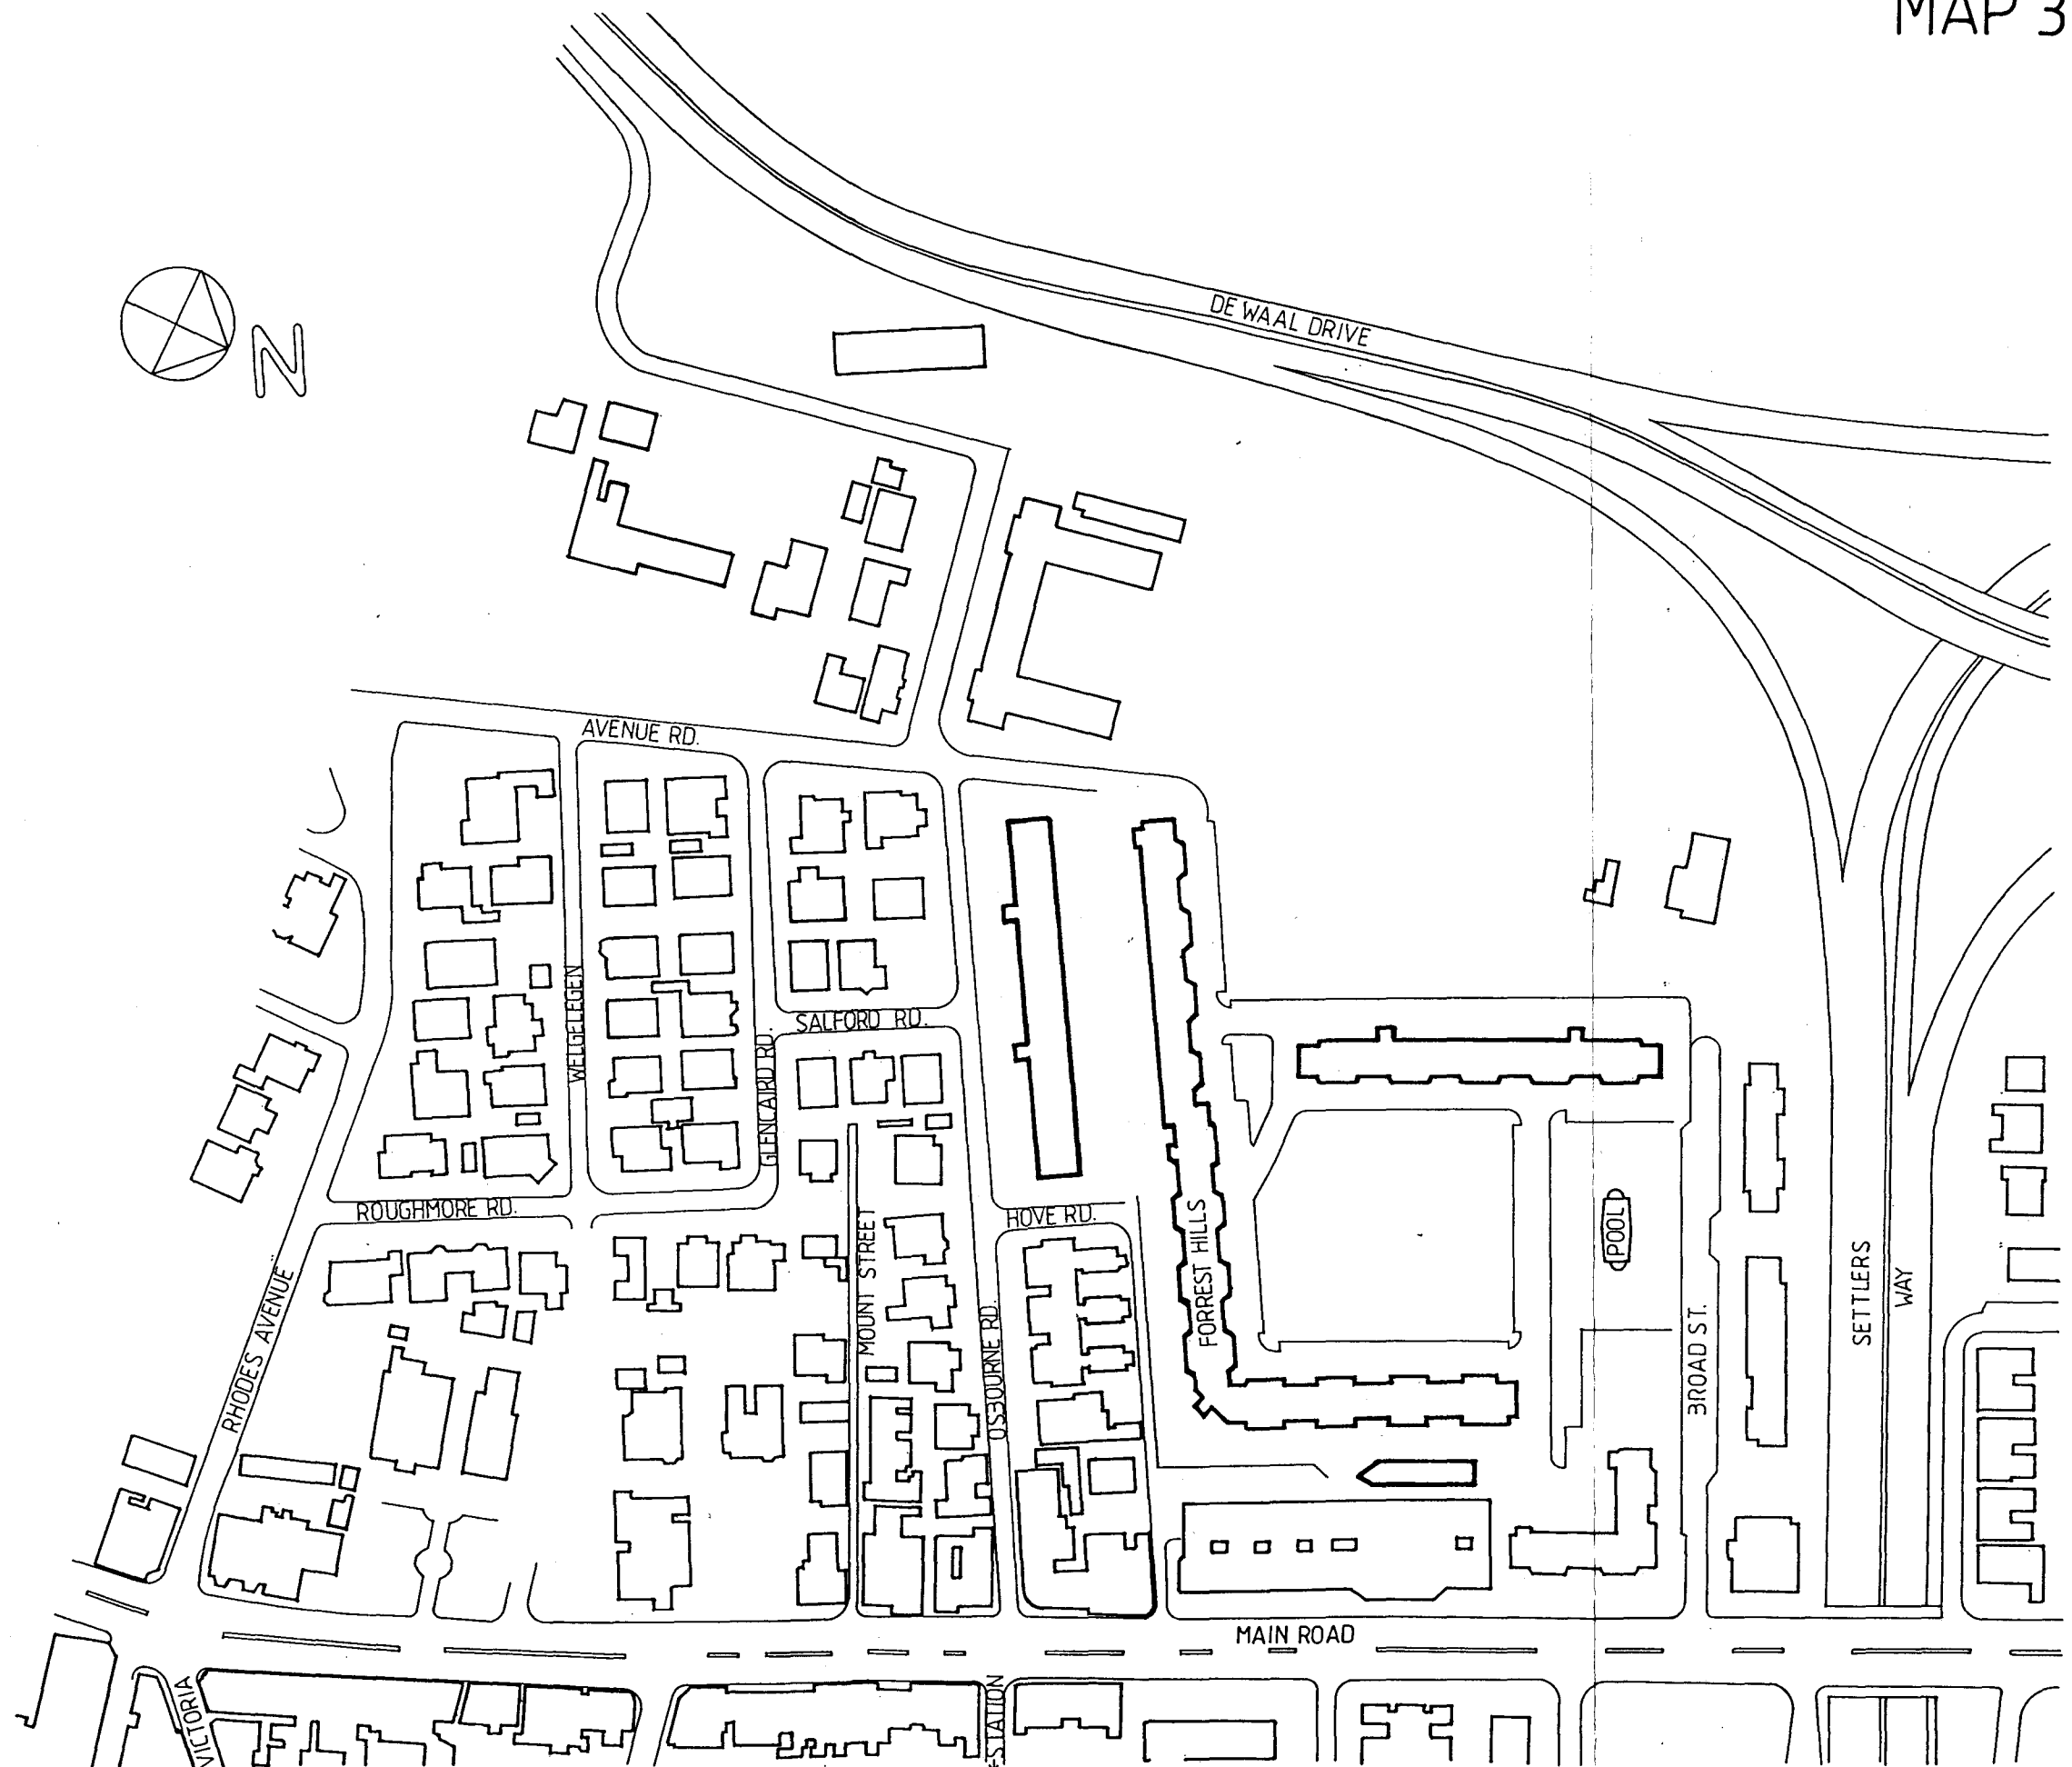 MAP 3
DE WAAL DRIVE
N
AVENUE RD.
WELGELEGEN
SALFORD RD.
GLENCAIRD RD.
ROUGHMORE RD.
HOVE RD.
POOL
MOUNT STREET
FORREST HILLS
RHODES AVENUE
OSBOURNE RD.
BROAD ST.
SETTLERS
WAY
MAIN ROAD
VICTORIA
STATION